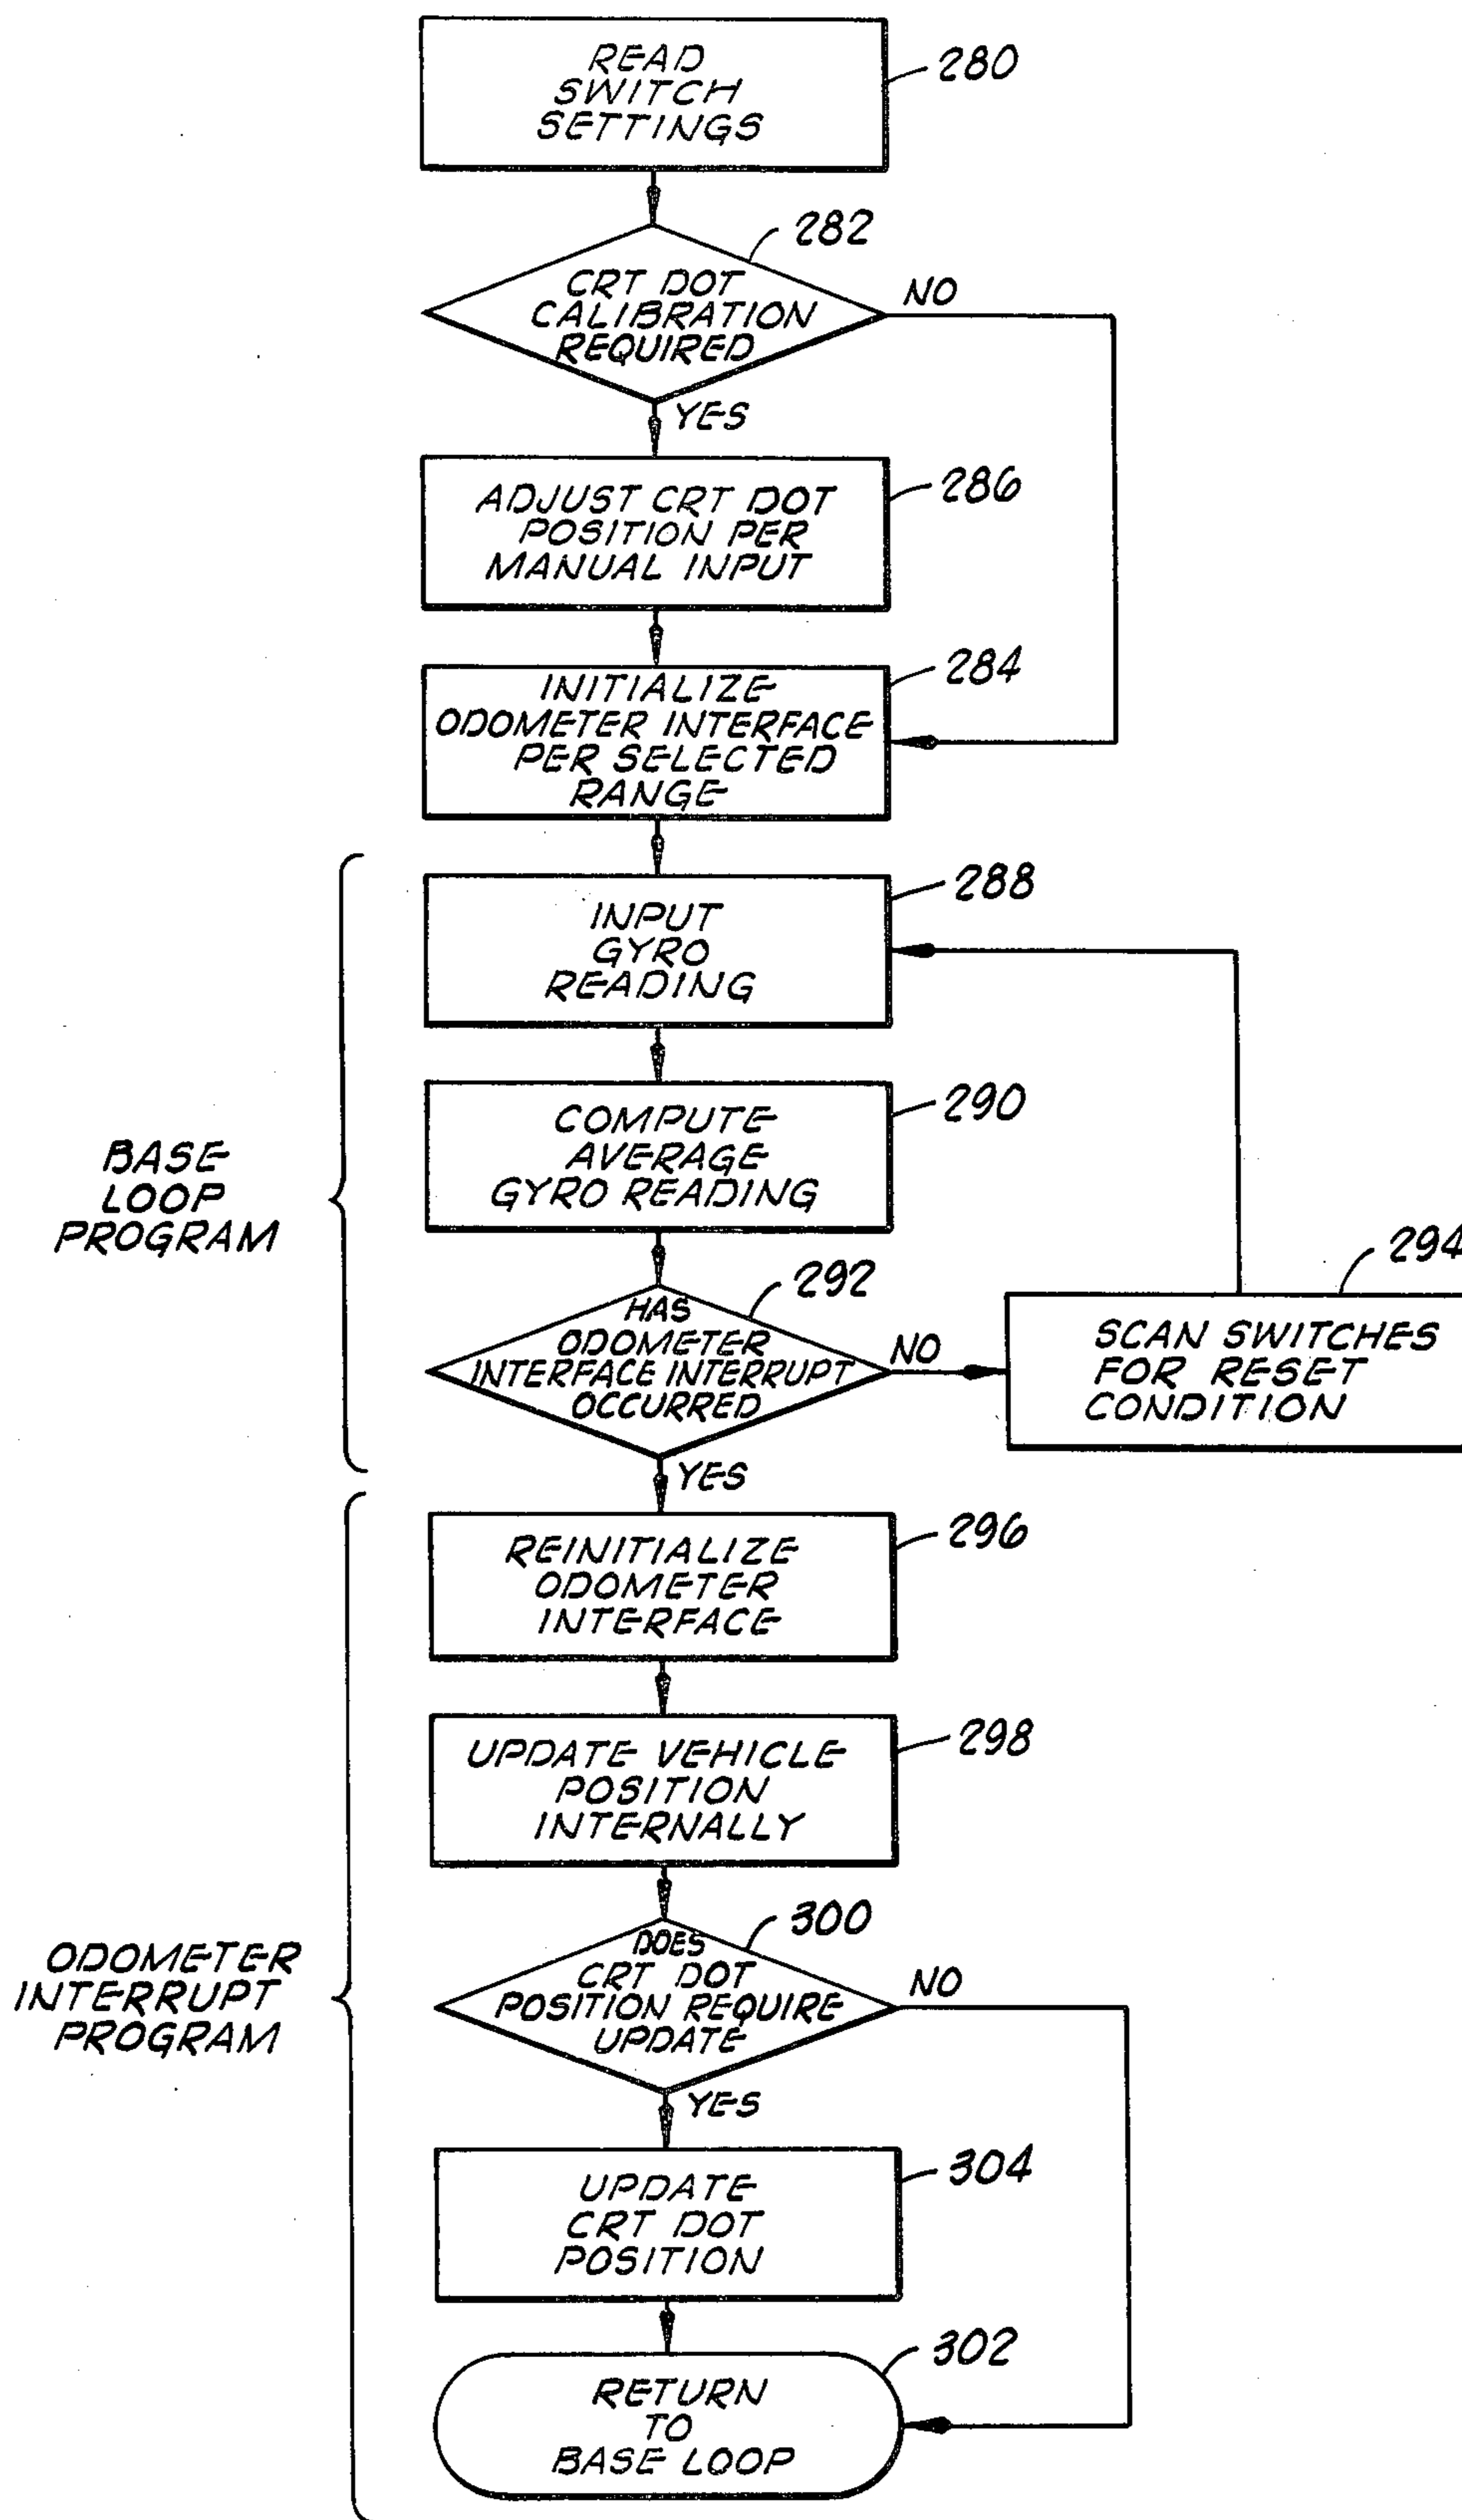 READ
SWITCH
SETTINGS
280
282
CRT DOT
CALIBRATION
REQUIRED
NO
YES
ADJUST CRT DOT
POSITION PER
MANUAL INPUT
286
INITIALIZE
ODOMETER INTERFACE
PER SELECTED
RANGE
284
BASE
LOOP
PROGRAM
INPUT
GYRO
READING
288
COMPUTE
AVERAGE
GYRO READING
290
292
HAS
ODOMETER
INTERFACE INTERRUPT
OCCURRED
NO
294
SCAN SWITCHES
FOR RESET
CONDITION
YES
ODOMETER
INTERRUPT
PROGRAM
REINITIALIZE
ODOMETER
INTERFACE
296
UPDATE VEHICLE
POSITION
INTERNALLY
298
300
DOES
CRT DOT
POSITION REQUIRE
UPDATE
NO
YES
UPDATE
CRT DOT
POSITION
304
302
RETURN
TO
BASE LOOP